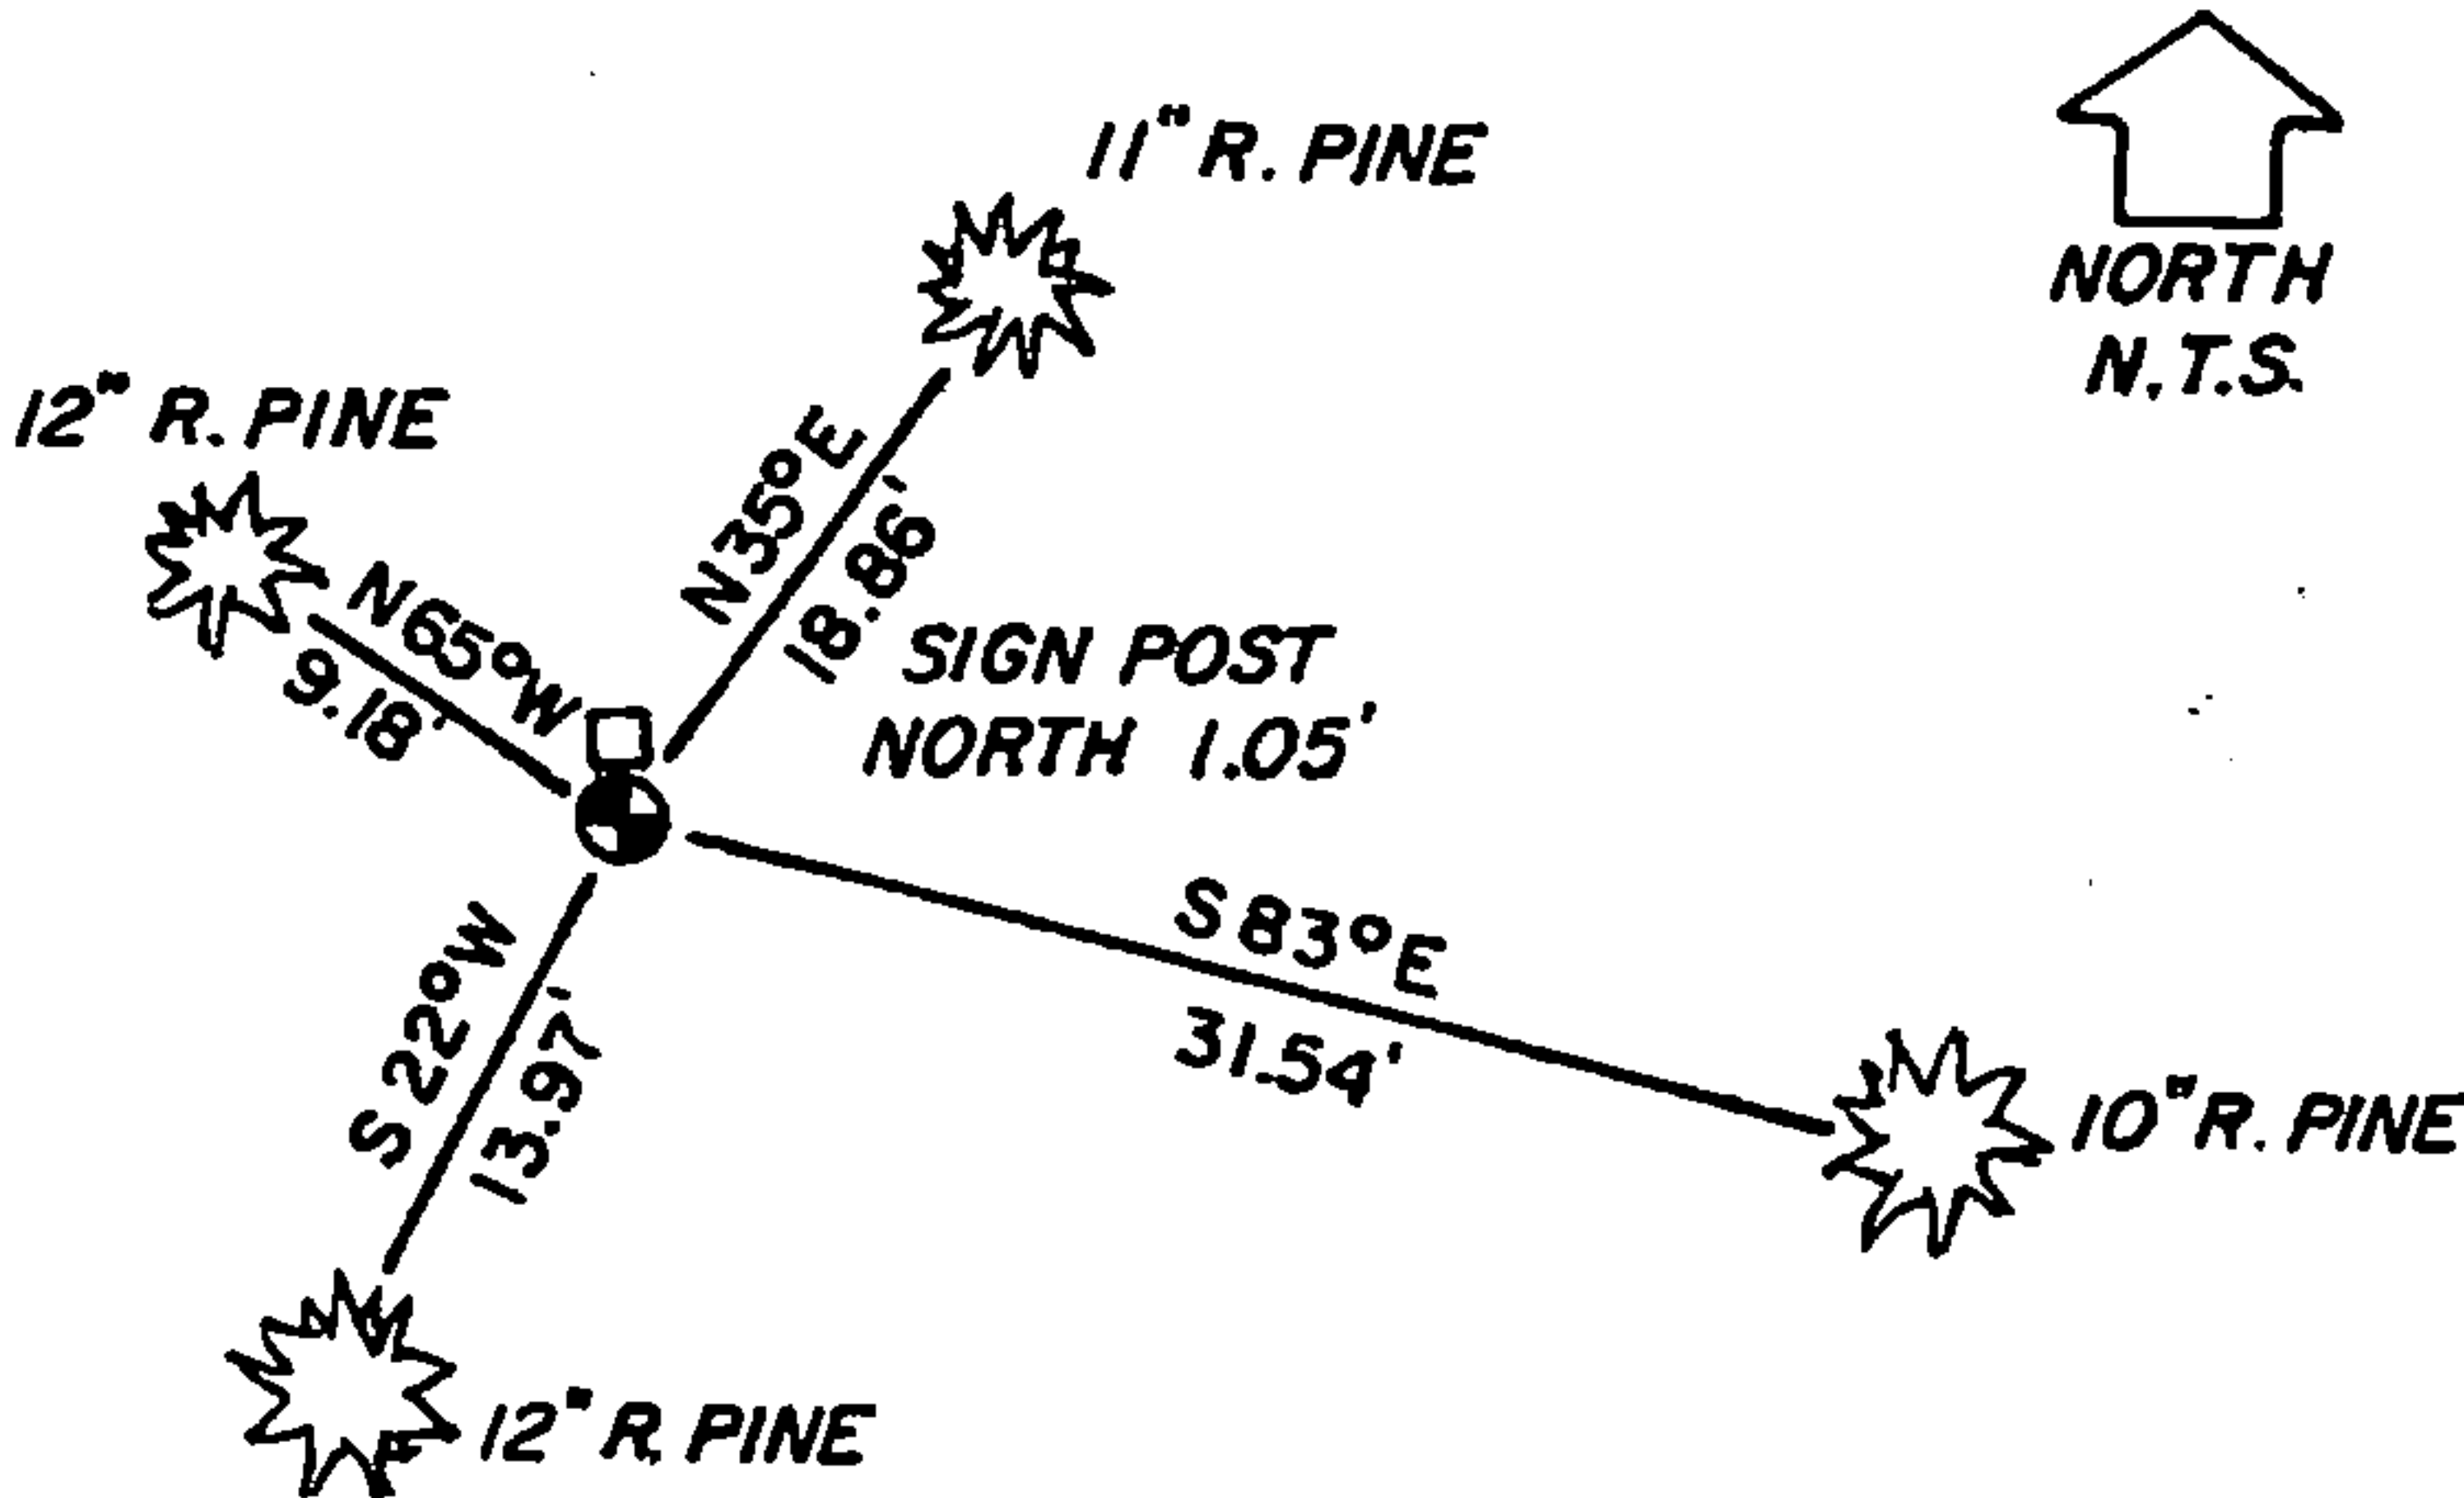 11" R. PINE
NORTH
N.T.S.
12" R. PINE
N35°E
18.86'
N65°W
9.18'
SIGN POST
NORTH 1.05'
S83°E
31.54'
S22°W
13.97'
10" R. PINE
12" R. PINE